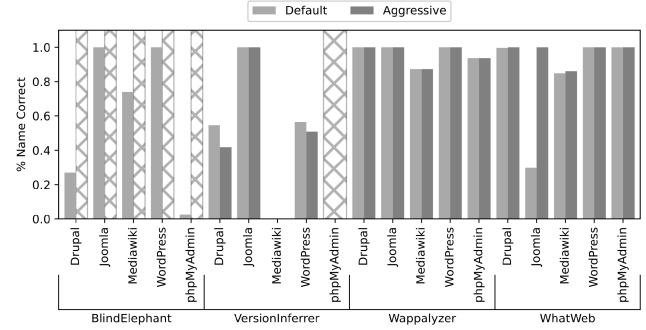 Default Aggressive
% Name Correct
1.0
0.8
0.6
0.4
0.2
0.0
Drupal
Joomla
Mediawiki
WordPress
phpMyAdmin
Drupal
Joomla
Mediawiki
WordPress
phpMyAdmin
Drupal
Joomla
Mediawiki
WordPress
phpMyAdmin
Drupal
Joomla
Mediawiki
WordPress
phpMyAdmin
BlindElephant VersionInferrer Wappalyzer WhatWeb